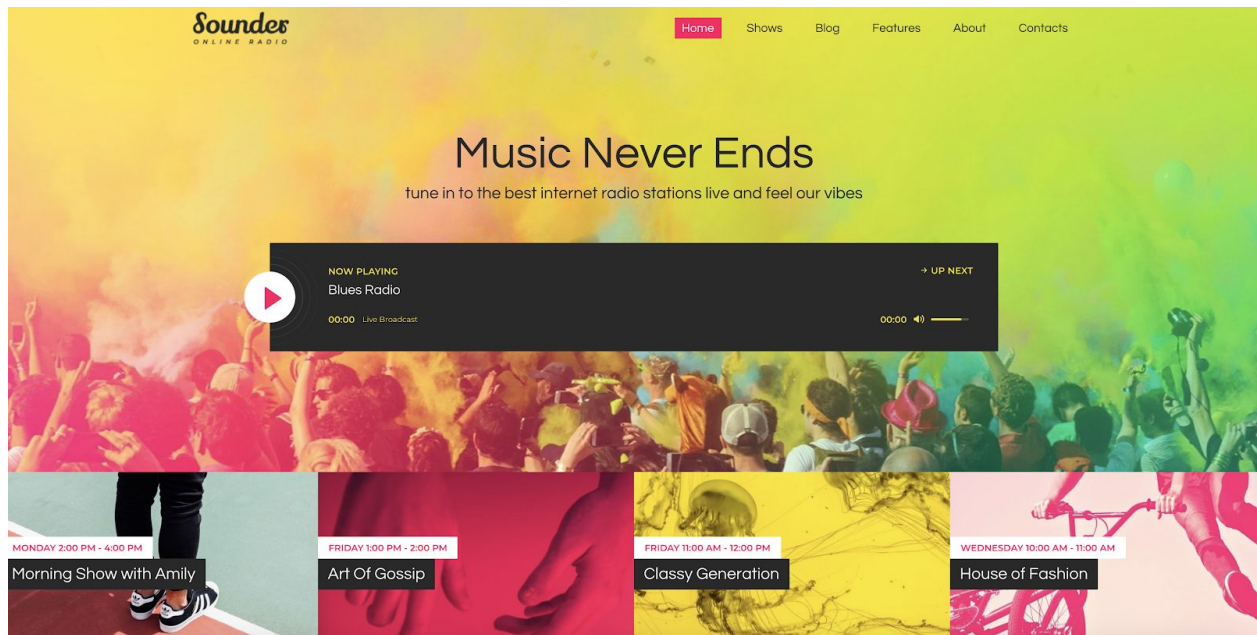 Sounder
ONLINE RADIO
Home Shows Blog Features About Contacts
Music Never Ends
tune in to the best internet radio stations live and feel our vibes
NOW PLAYING
→ UP NEXT
Blues Radio
00:00 Live Broadcast
00:00
MONDAY 2:00 PM - 4:00 PM
Morning Show with Amily
FRIDAY 1:00 PM - 2:00 PM
Art Of Gossip
FRIDAY 11:00 AM - 12:00 PM
Classy Generation
WEDNESDAY 10:00 AM - 11:00 AM
House of Fashion